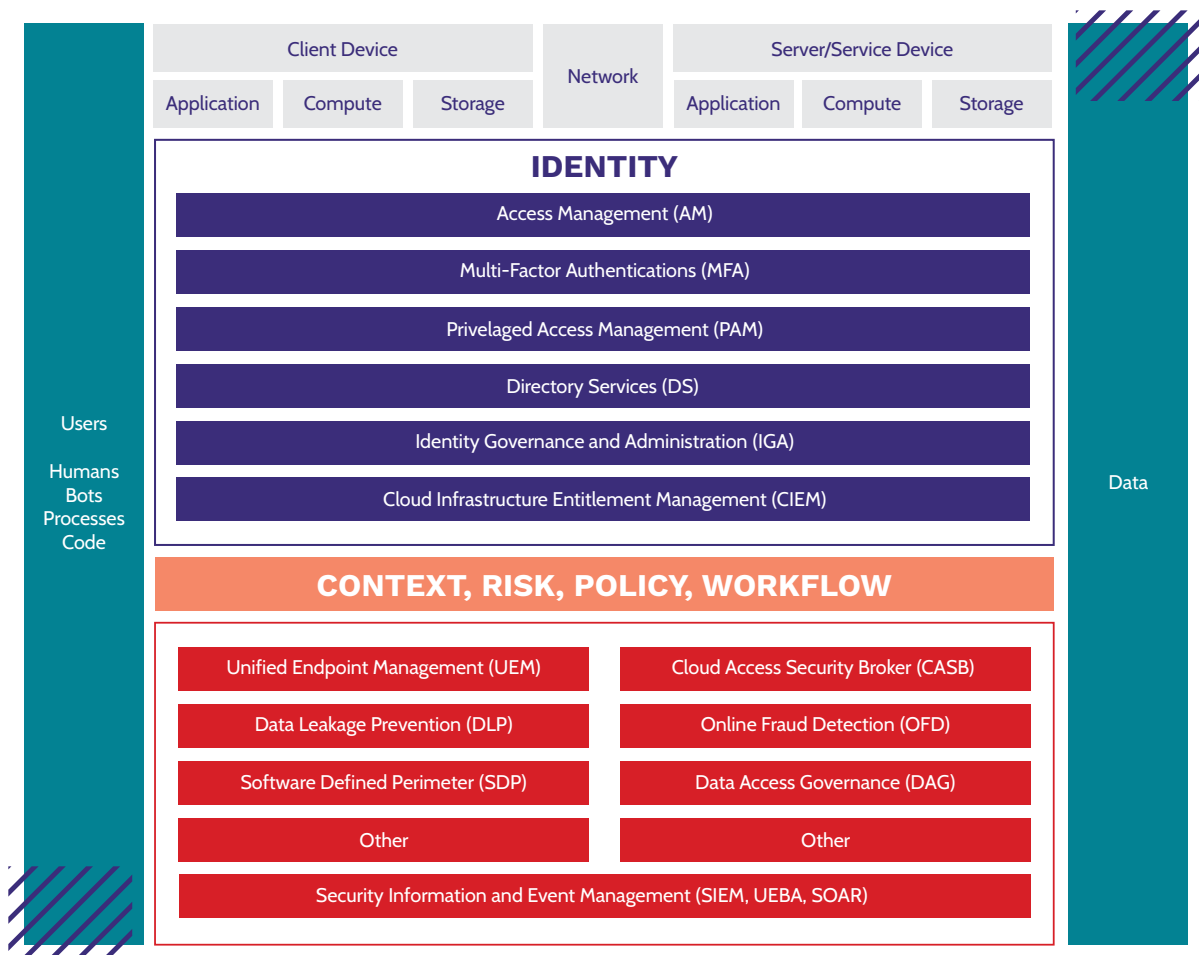 Client Device
Network
Server/Service Device
Application
Compute
Storage
Application
Compute
Storage
IDENTITY
Access Management (AM)
Multi-Factor Authentications (MFA)
Privelaged Access Management (PAM)
Directory Services (DS)
Identity Governance and Administration (IGA)
Cloud Infrastructure Entitlement Management (CIEM)
Users
Humans
Bots
Processes
Code
Data
CONTEXT, RISK, POLICY, WORKFLOW
Unified Endpoint Management (UEM)
Cloud Access Security Broker (CASB)
Data Leakage Prevention (DLP)
Online Fraud Detection (OFD)
Software Defined Perimeter (SDP)
Data Access Governance (DAG)
Other
Other
Security Information and Event Management (SIEM, UEBA, SOAR)